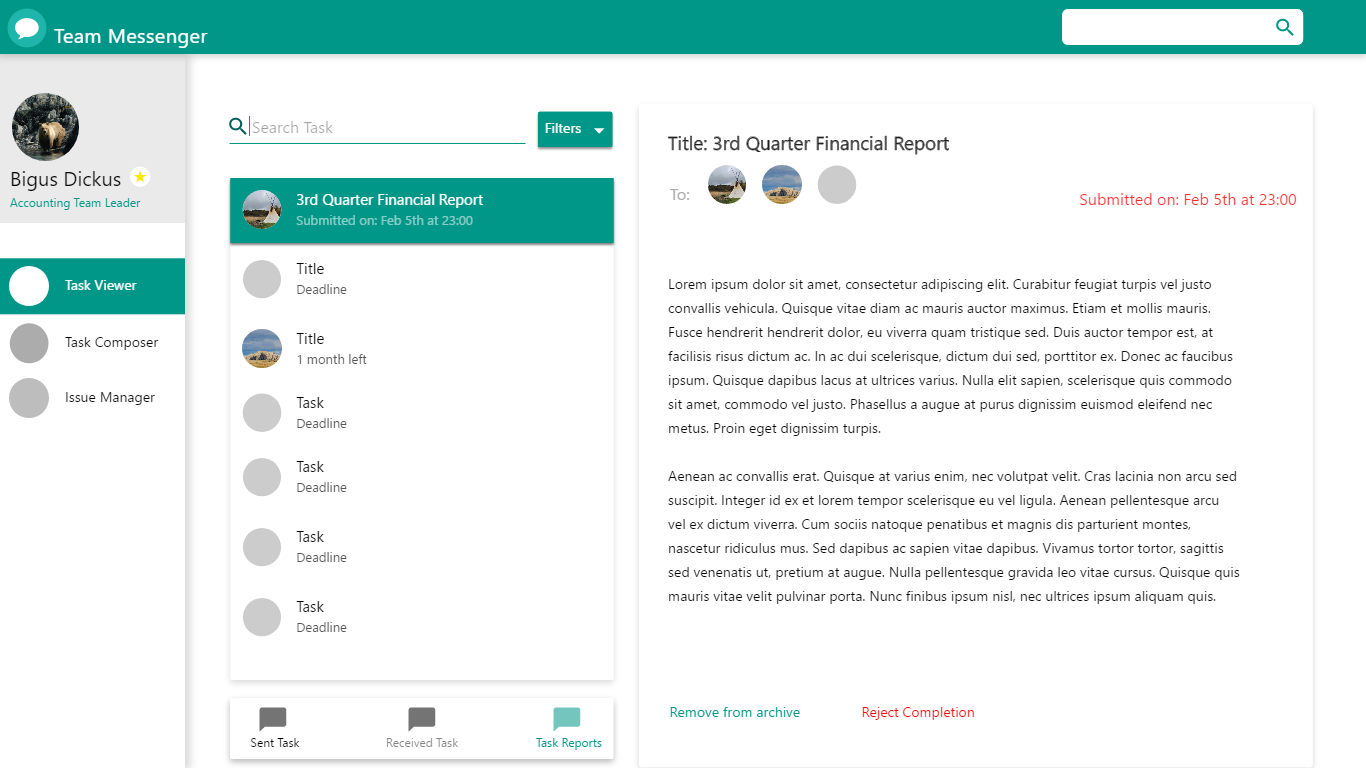 Team Messenger
Bigus Dickus
Accounting Team Leader
Task Viewer
Task Composer
Issue Manager
Search Task
Filters
3rd Quarter Financial Report
Submitted on: Feb 5th at 23:00
Title
Deadline
Title
1 month left
Task
Deadline
Task
Deadline
Task
Deadline
Task
Deadline
Sent Task
Received Task
Task Reports
Title: 3rd Quarter Financial Report
To:
Submitted on: Feb 5th at 23:00
Lorem ipsum dolor sit amet, consectetur adipiscing elit. Curabitur feugiat turpis vel justo
convallis vehicula. Quisque vitae diam ac mauris auctor maximus. Etiam et mollis mauris.
Fusce hendrerit hendrerit dolor, eu viverra quam tristique sed. Duis auctor tempor est, at
facilisis risus dictum ac. In ac dui scelerisque, dictum dui sed, porttitor ex. Donec ac faucibus
ipsum. Quisque dapibus lacus at ultrices varius. Nulla elit sapien, scelerisque quis commodo
sit amet, commodo vel justo. Phasellus a augue at purus dignissim euismod eleifend nec
metus. Proin eget dignissim turpis.
Aenean ac convallis erat. Quisque at varius enim, nec volutpat velit. Cras lacinia non arcu sed
suscipit. Integer id ex et lorem tempor scelerisque eu vel ligula. Aenean pellentesque arcu
vel ex dictum viverra. Cum sociis natoque penatibus et magnis dis parturient montes,
nascetur ridiculus mus. Sed dapibus ac sapien vitae dapibus. Vivamus tortor tortor, sagittis
sed venenatis ut, pretium at augue. Nulla pellentesque gravida leo vitae cursus. Quisque quis
mauris vitae velit pulvinar porta. Nunc finibus ipsum nisl, nec ultrices ipsum aliquam quis.
Remove from archive
Reject Completion